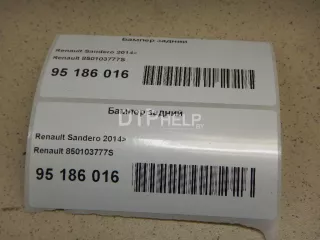 Бампер задний
Renault Sandero 2014>
Renault 850103777S
95 186 016
Бампер задний
DTPHELP
Renault Sandero 2014>
Renault 850103777S
95 186 016